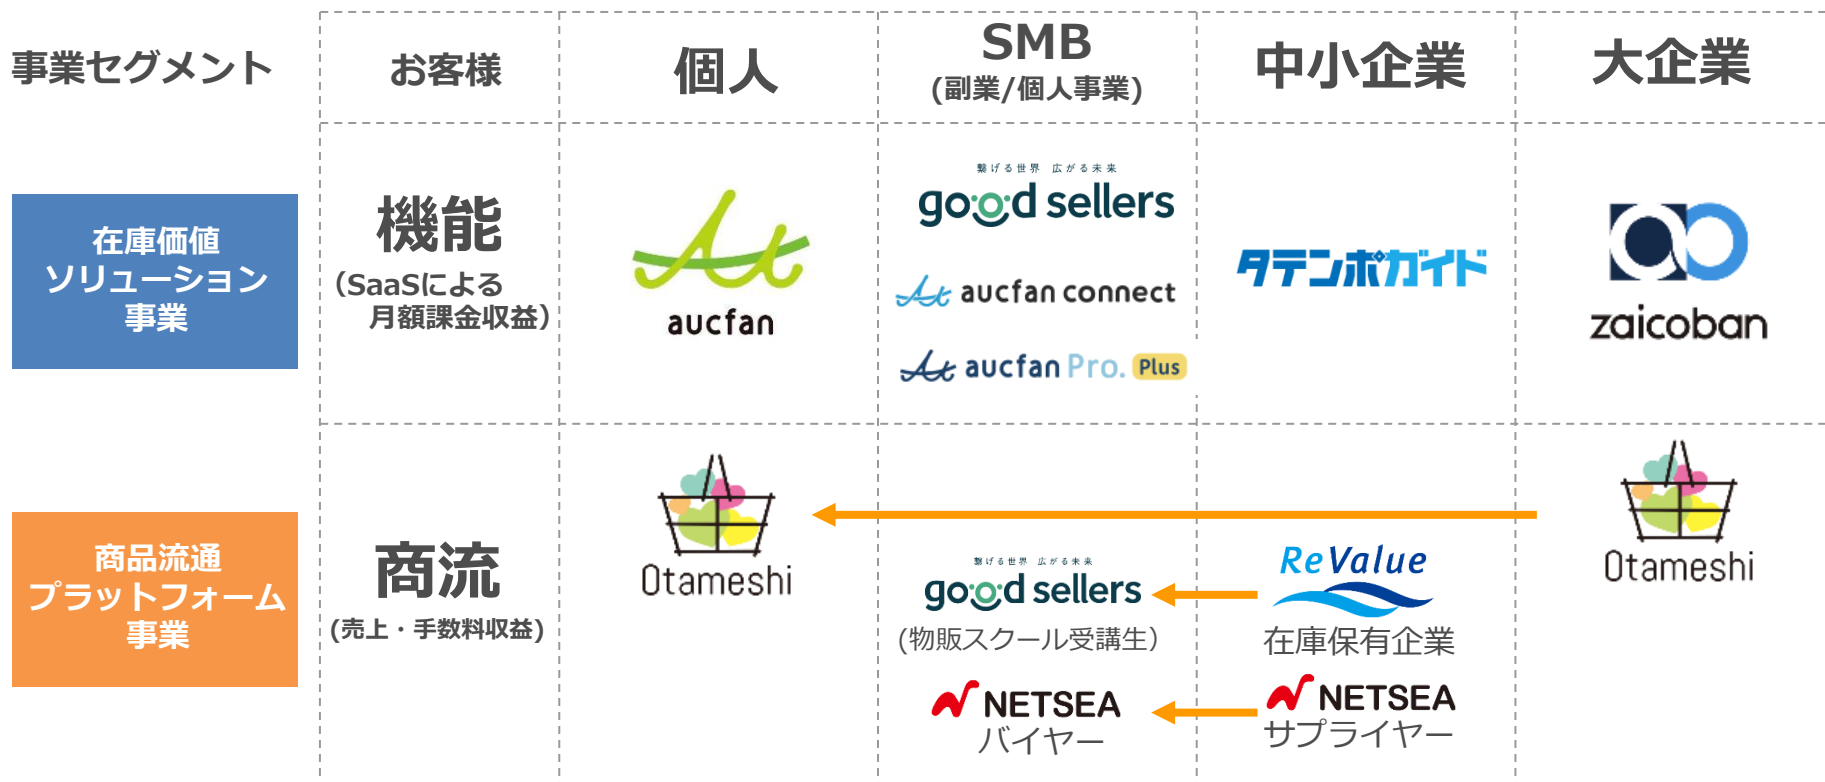 事業セグメント
お客様
個人
SMB
(副業/個人事業)
中小企業
大企業
在庫価値
ソリューション
事業
機能
（SaaSによる
月額課金収益）
aucfan
繋げる世界 広がる未来
good sellers
aucfan connect
aucfan Pro. Plus
タテンポガイド
zaicoban
商品流通
プラットフォーム
事業
商流
(売上・手数料収益)
Otameshi
繋げる世界 広がる未来
good sellers
(物販スクール受講生）
NETSEA
バイヤー
ReValue
在庫保有企業
NETSEA
サプライヤー
Otameshi